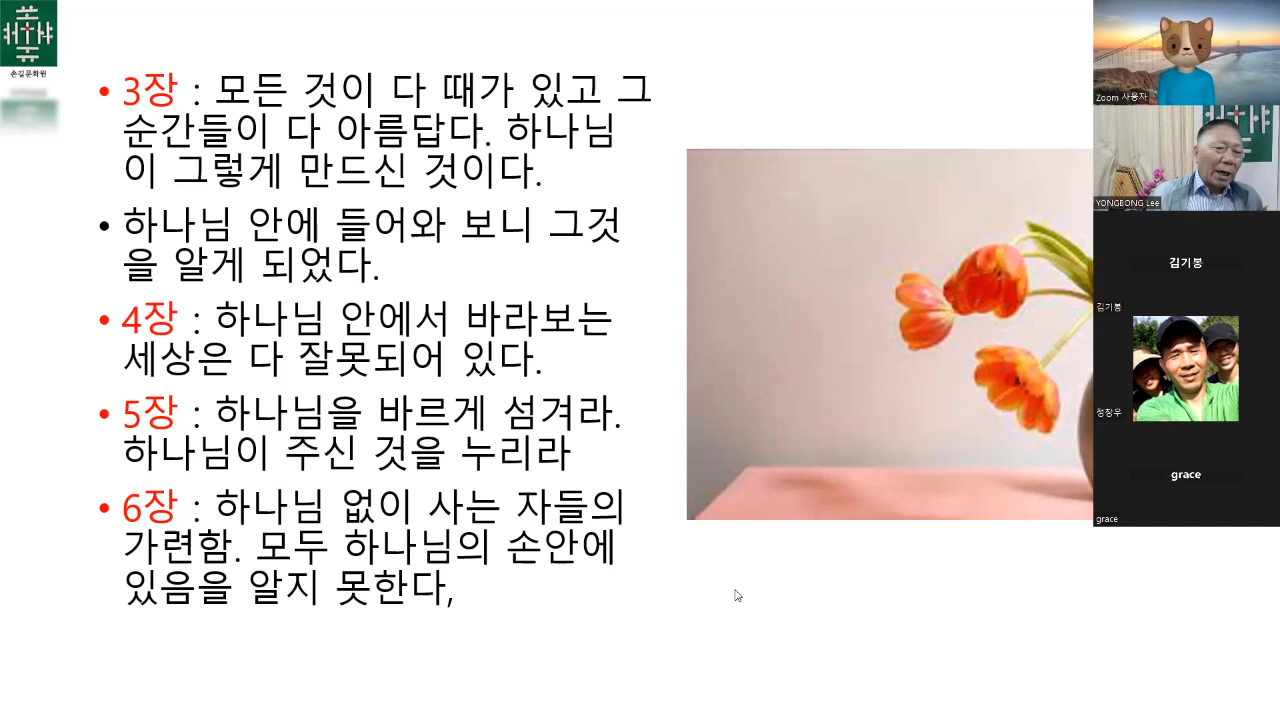 손길문화원
• 3장 : 모든 것이 다 때가 있고 그
순간들이 다 아름답다. 하나님
이 그렇게 만드신 것이다.
• 하나님 안에 들어와 보니 그것
을 알게 되었다.
• 4장 : 하나님 안에서 바라보는
세상은 다 잘못되어 있다.
• 5장 : 하나님을 바르게 섬겨라.
하나님이 주신 것을 누리라
• 6장 : 하나님 없이 사는 자들의
가련함. 모두 하나님의 손안에
있음을 알지 못한다,
Zoom 사용자
YONGBONG Lee
김기봉
김기봉
정창우
grace
grace